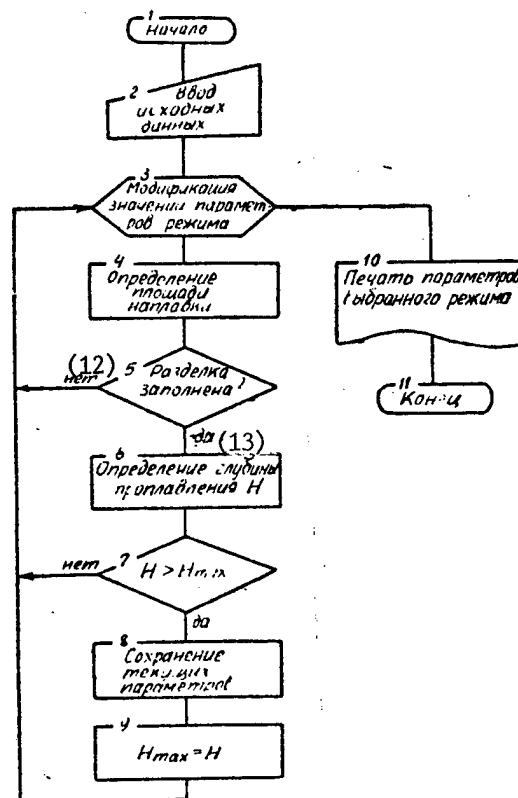 1
Начало
2 Ввод
исходных
данных
3
Модификация
значений парамет-
ров режима
4
Определение
площади
наплавки
(12)
нет
5 Разделка
заполнена?
да (13)
6
Определение глубины
проплавления H
7
нет
H > Hmax
да
8
Сохранение
текущих
параметров
9
Hmax = H
10
Печать параметров
выбранного режима
11
Конец